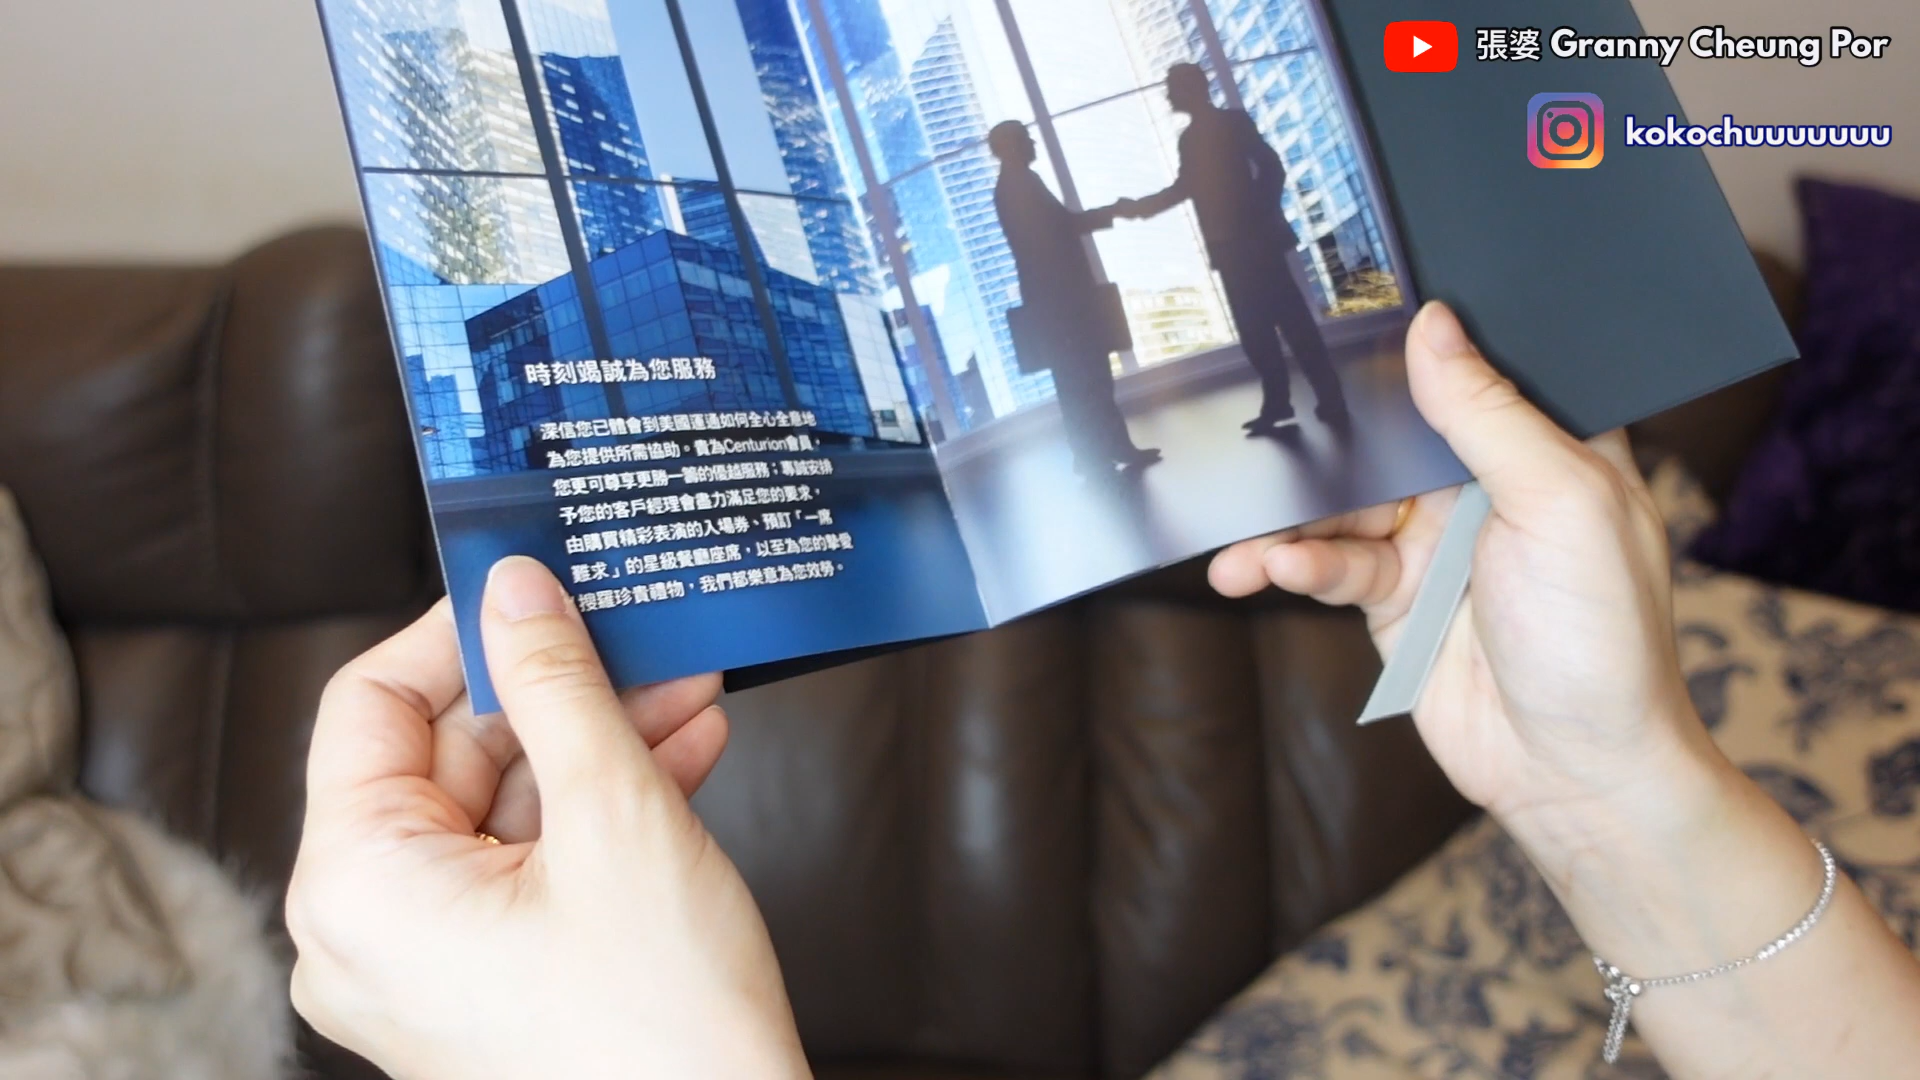 張婆 Granny Cheung Por
kokochuuuuuuu
時刻竭誠為您服務
深信您已體會到美國運通如何全心全意地
為您提供所需協助。貴為Centurion會員，
您更可尊享更勝一籌的優越服務；專誠安排
予您的客戶經理會盡力滿足您的要求，
由購買精彩表演的入場券、預訂「一席
難求」的星級餐廳座席，以至為您的摯愛
搜羅珍貴禮物，我們都樂意為您效勞。